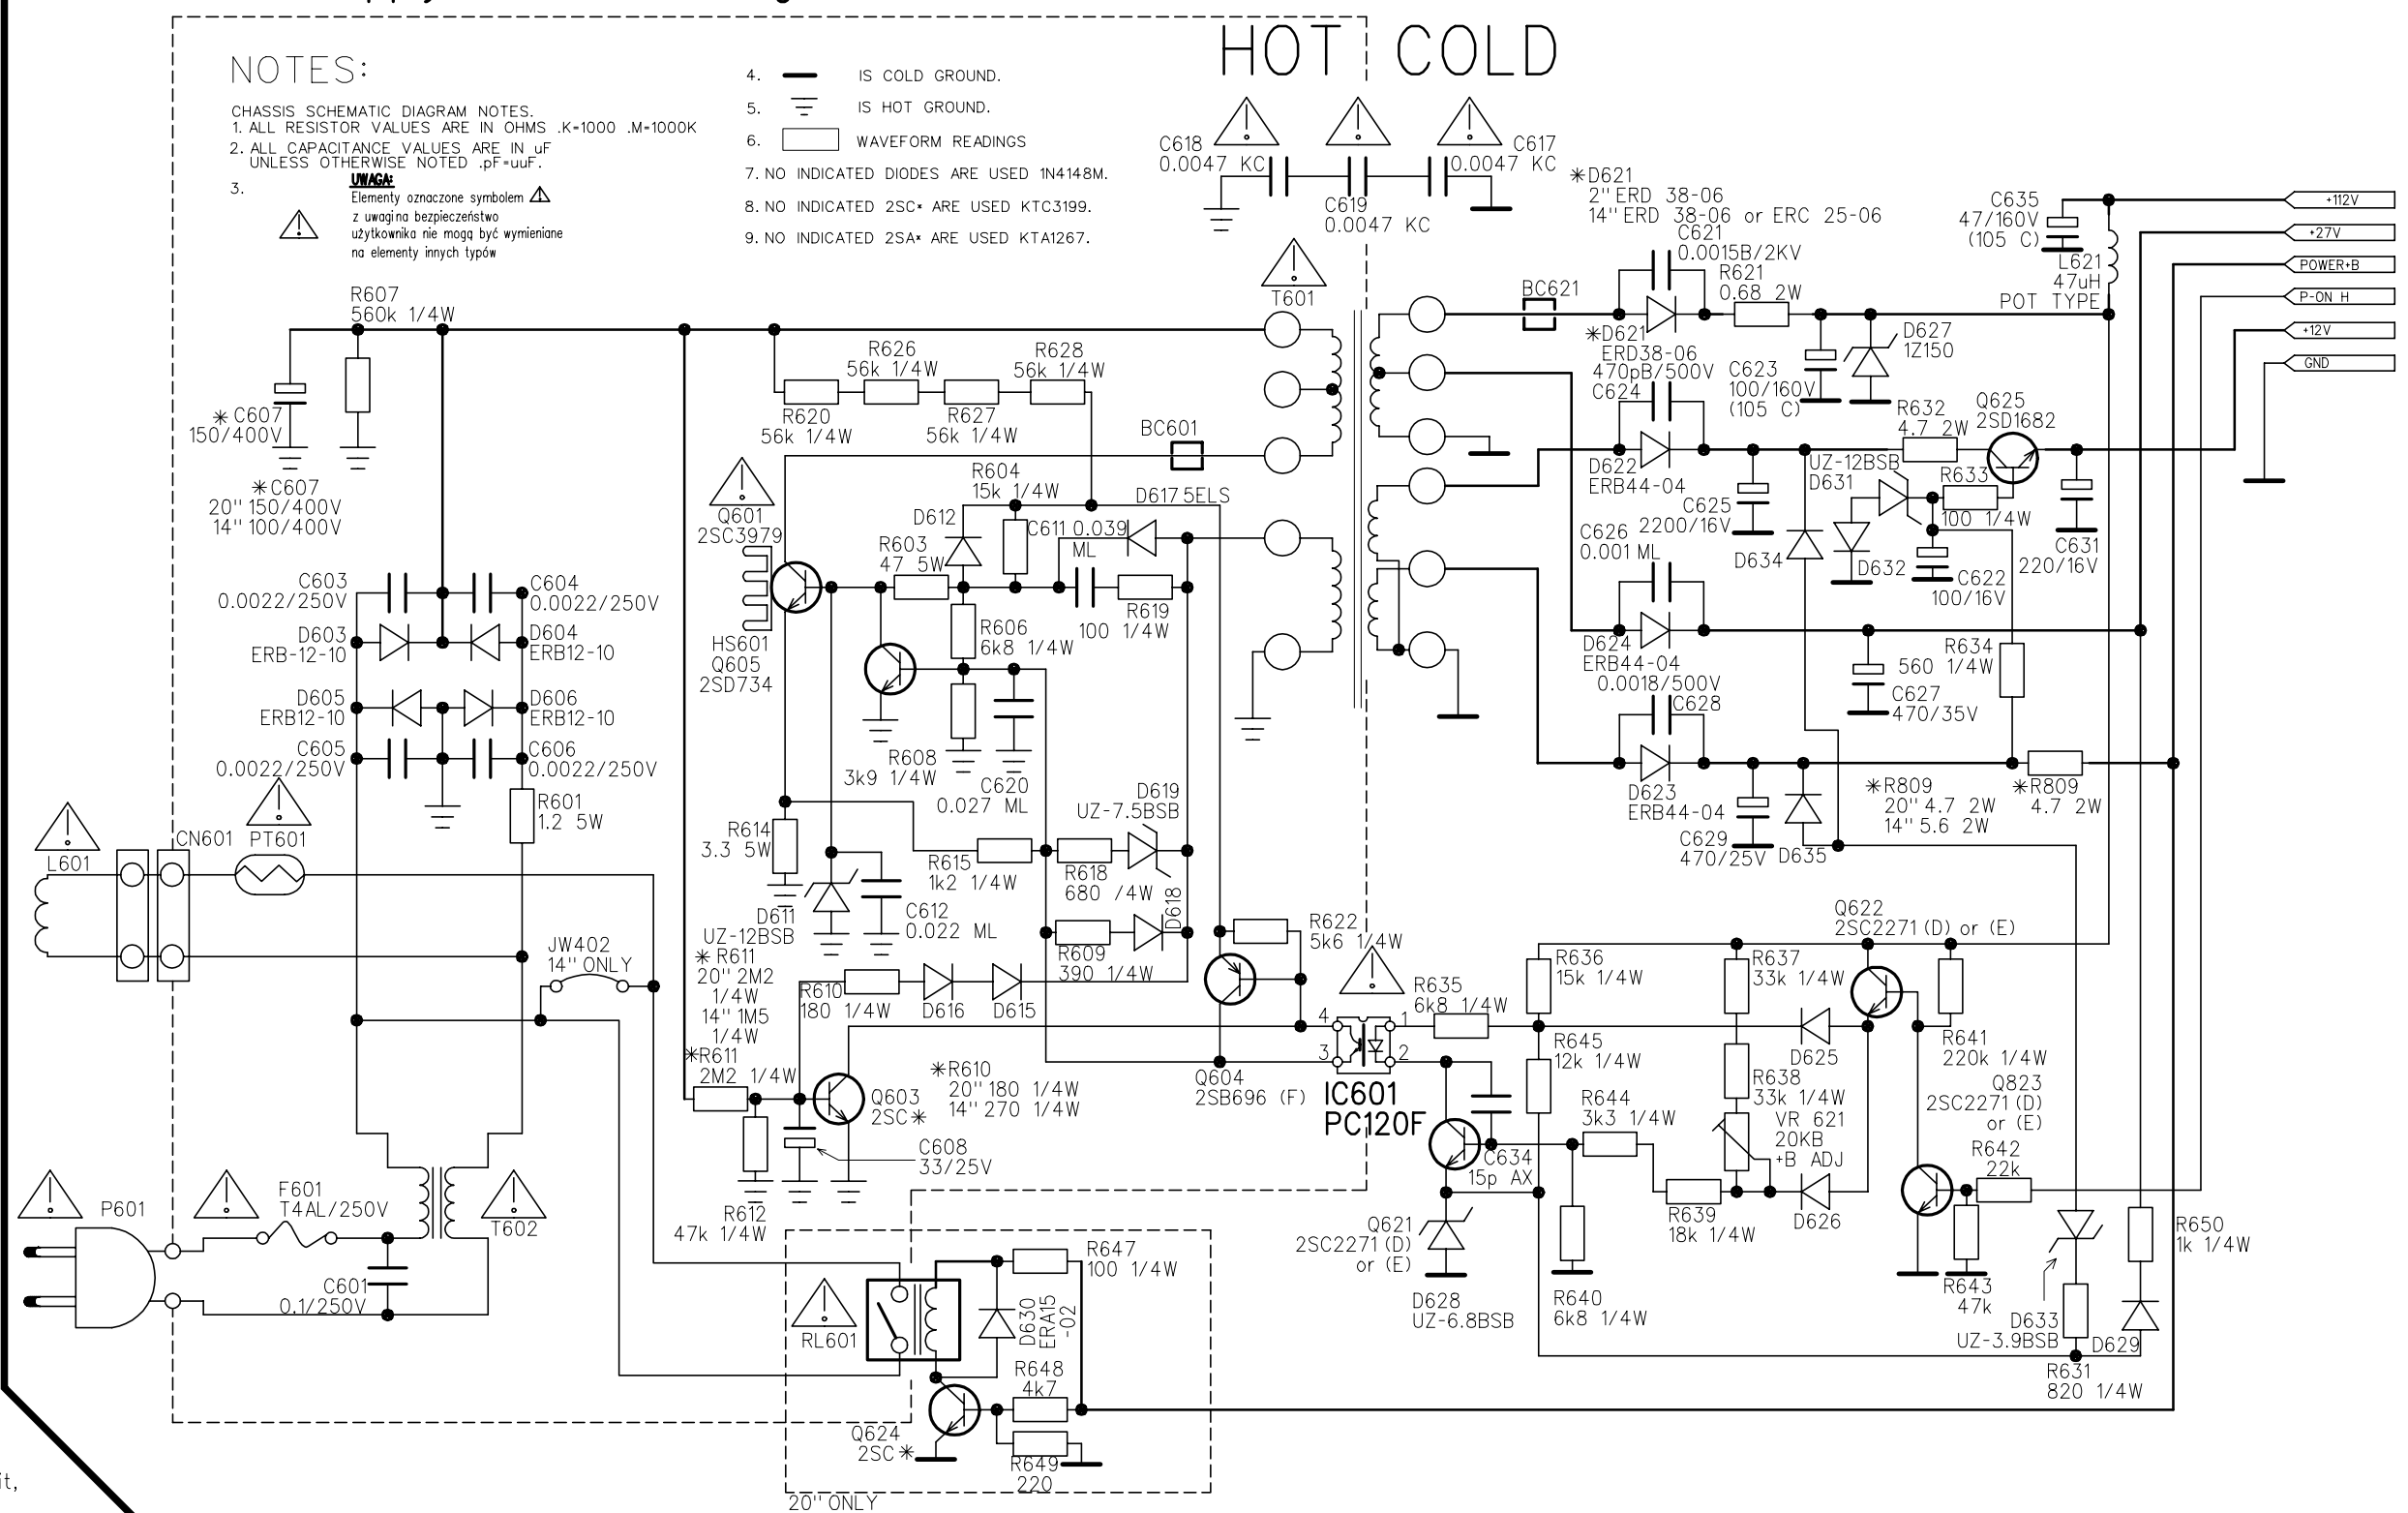 HOT COLD
NOTES:
CHASSIS SCHEMATIC DIAGRAM NOTES.
1. ALL RESISTOR VALUES ARE IN OHMS .K=1000 .M=1000K
2. ALL CAPACITANCE VALUES ARE IN uF
UNLESS OTHERWISE NOTED .pF=uuF.
3.
UWAGA:
Elementy oznaczone symbolem
z uwagina bezpieczeństwo
użytkownika nie mogą być wymieniane
na elementy innych typów
4. IS COLD GROUND.
5. IS HOT GROUND.
6. WAVEFORM READINGS
7. NO INDICATED DIODES ARE USED 1N4148M.
8. NO INDICATED 2SC* ARE USED KTC3199.
9. NO INDICATED 2SA* ARE USED KTA1267.
C618
0.0047 KC
C619
0.0047 KC
C617
0.0047 KC
*D621
2" ERD 38-06
14" ERD 38-06 or ERC 25-06
C621
0.0015B/2KV
R621
0.68 2W
C635
47/160V
(105 C)
L621
47uH
POT TYPE
+112V
+27V
POWER+B
P-ON H
+12V
GND
R607
560k 1/4W
* C607
150/400V
*C607
20" 150/400V
14" 100/400V
R620
56k 1/4W
R626
56k 1/4W
R627
56k 1/4W
R628
56k 1/4W
BC601
T601
BC621
*D621
ERD38-06
470pB/500V
C624
C623
100/160V
(105 C)
D627
1Z150
R632
4.7 2W
Q625
2SD1682
D622
ERB44-04
C625
2200/16V
UZ-12BSB
D631
R633
100 1/4W
C626
0.001 ML
D634
D632
C622
100/16V
C631
220/16V
Q601
2SC3979
D612
R604
15k 1/4W
R603
47 5W
C611 0.039
ML
D617 5ELS
HS601
Q605
2SD734
R606
6k8 1/4W
R619
100 1/4W
C603
0.0022/250V
C604
0.0022/250V
D603
ERB-12-10
D604
ERB12-10
D605
ERB12-10
D606
ERB12-10
C605
0.0022/250V
C606
0.0022/250V
R601
1.2 5W
R608
3k9 1/4W
C620
0.027 ML
D624
ERB44-04
0.0018/500V
C628
R634
560 1/4W
C627
470/35V
D623
ERB44-04
C629
470/25V
D635
*R809
20" 4.7 2W
14" 5.6 2W
*R809
4.7 2W
L601
CN601
PT601
JW402
14" ONLY
R614
3.3 5W
D611
UZ-12BSB
C612
0.022 ML
R615
1k2 1/4W
D619
UZ-7.5BSB
R618
680 /4W
D618
R609
390 1/4W
* R611
20" 2M2
1/4W
14" 1M5
1/4W
*R611
2M2 1/4W
R610
180 1/4W
D616
D615
*R610
20" 180 1/4W
14" 270 1/4W
Q603
2SC*
C608
33/25V
R612
47k 1/4W
R622
5k6 1/4W
Q604
2SB696 (F)
4
3
1
2
IC601
PC120F
R635
6k8 1/4W
R636
15k 1/4W
R645
12k 1/4W
R637
33k 1/4W
R638
33k 1/4W
VR 621
20KB
+B ADJ
Q622
2SC2271 (D) or (E)
D625
R641
220k 1/4W
Q823
2SC2271 (D)
or (E)
R642
22k
R644
3k3 1/4W
C634
15p AX
Q621
2SC2271 (D)
or (E)
R639
18k 1/4W
D626
R640
6k8 1/4W
D628
UZ-6.8BSB
R643
47k
D633
UZ-3.9BSB
R631
820 1/4W
D629
R650
1k 1/4W
P601
F601
T4AL/250V
T602
C601
0.1/250V
RL601
D630
ERA15
-02
R647
100 1/4W
R648
4k7
R649
220
Q624
2SC*
20" ONLY